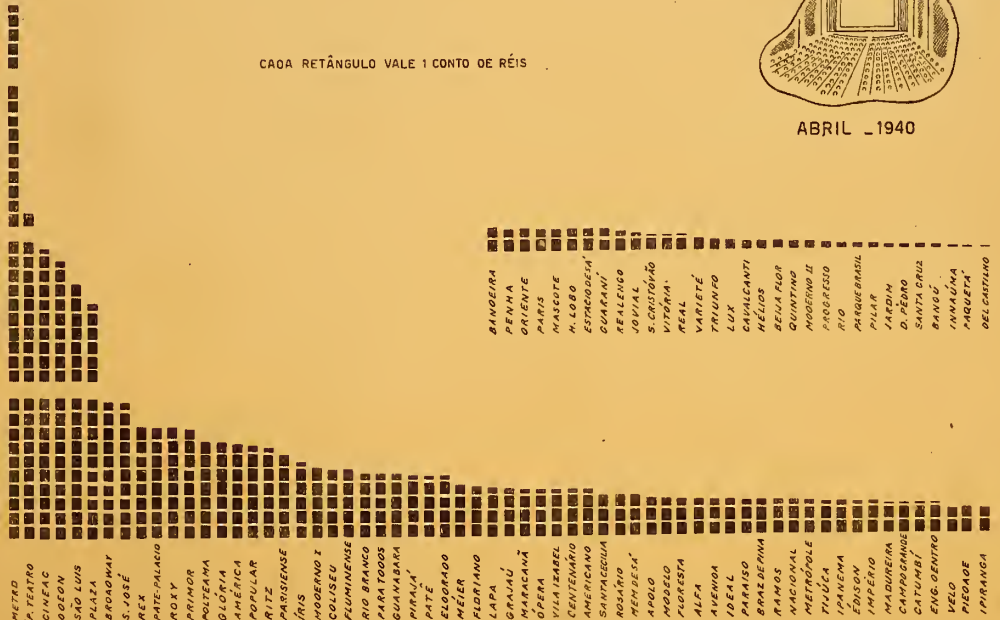 CADA RETÂNGULO VALE 1 CONTO DE RÉIS
ABRIL _1940
BANDEIRA
PENHA
ORIENTE
PARIS
MASCOTE
H. LOBO
ESTACIO DE SÁ
GUARANÍ
REALENGO
JOVIAL
S. CRISTÓVÃO
VITÓRIA
REAL
VARIETÉ
TRIUNFO
LUX
CAVALCANTI
HÉLIOS
BEIJA FLOR
QUINTINO
MODERNO II
PROGRESSO
RIO
PARQUE BRASIL
PILAR
JARDIM
D. PEDRO
SANTA CRUZ
BANGÚ
INHAÚMA
PAQUETÁ
DEL CASTILHO
METRO
P. TEATRO
CINEAC
ODEON
SÃO LUIS
PLAZA
BROADWAY
S. JOSÉ
REX
PATE-PALACIO
ROXY
PRIMOR
POLITEAMA
GLÓRIA
AMÉRICA
POPULAR
RITZ
PARISIENSE
ÍRIS
MODERNO I
COLISEU
FLUMINENSE
RIO BRANCO
PARA TODOS
GUANABARA
PIRAJÁ
PATÊ
ELDORADO
MEIER
FLORIANO
LAPA
GRAJAÚ
MARACANÃ
ÓPERA
VILA IZABEL
CENTENÁRIO
AMERICANO
SANTA CECILIA
ROSÁRIO
MEM DE SÁ
APOLO
MODELO
FLORESTA
ALFA
AVENIDA
IDEAL
PARAISO
BRAZ DE PINA
RAMOS
NACIONAL
METRÓPOLE
TIJÚCA
IPANEMA
EDISON
IMPÉRIO
MADUREIRA
CAMPO GRANDE
CATUMBÍ
ENG. DENTRO
VELO
PIEDADE
IPIRANGA